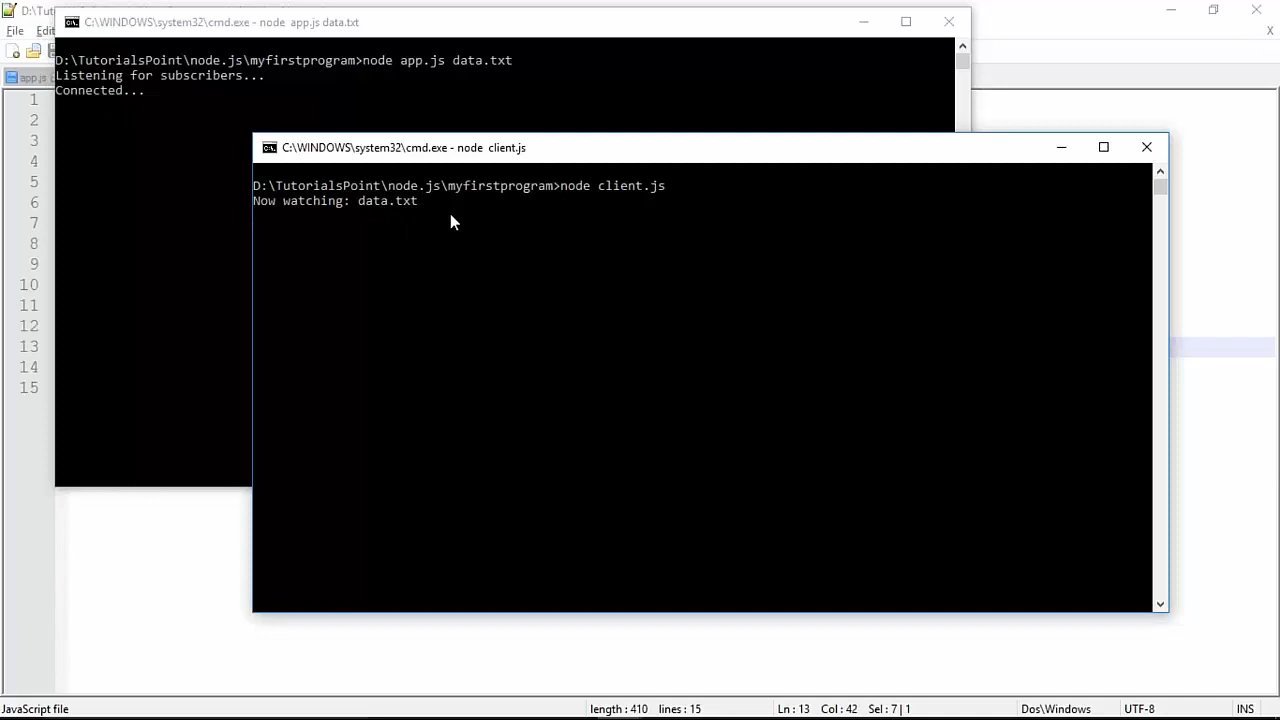 D:\Tu
C:\WINDOWS\system32\cmd.exe - node  app.js data.txt
File Edi
X
app.js
D:\TutorialsPoint\node.js\myfirstprogram>node app.js data.txt
Listening for subscribers...
Connected...
C:\WINDOWS\system32\cmd.exe - node  client.js
D:\TutorialsPoint\node.js\myfirstprogram>node client.js
Now watching: data.txt
1
2
3
4
5
6
7
8
9
10
11
12
13
14
15
JavaScript file
length : 410 lines : 15
Ln : 13 Col : 42 Sel : 7 | 1
Dos\Windows
UTF-8
INS